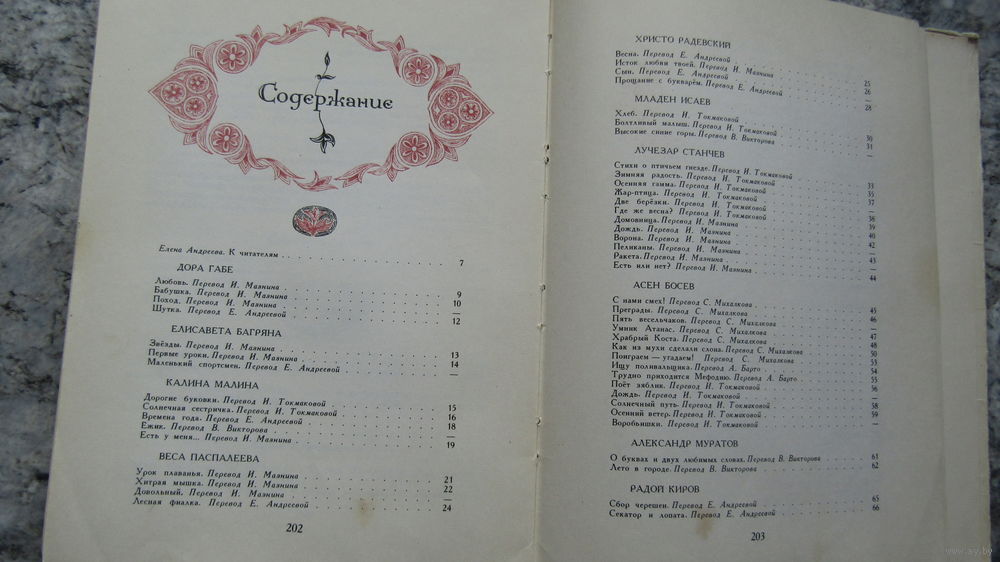 Содержание
Елена Андреева. К читателям . . . . . . . . . . 7
ДОРА ГАБЕ
Любовь. Перевод И. Мазнина . . . . . . . . . . 9
Бабушка. Перевод И. Мазнина . . . . . . . . . . 10
Поход. Перевод И. Мазнина . . . . . . . . . . —
Шутка. Перевод Е. Андреевой . . . . . . . . . . 12
ЕЛИСАВЕТА БАГРЯНА
Звёзды. Перевод И. Мазнина . . . . . . . . . . 13
Первые уроки. Перевод И. Мазнина . . . . . . . . . . 14
Маленький спортсмен. Перевод Е. Андреевой . . . . . . . . . . —
КАЛИНА МАЛИНА
Дорогие буковки. Перевод И. Токмаковой . . . . . . . . . . 15
Солнечная сестричка. Перевод И. Токмаковой . . . . . . . . . . 16
Времена года. Перевод Е. Андреевой . . . . . . . . . . 18
Ёжик. Перевод В. Викторова . . . . . . . . . . —
Есть у меня... Перевод И. Мазнина . . . . . . . . . . 19
ВЕСА ПАСПАЛЕЕВА
Урок плаванья. Перевод И. Мазнина . . . . . . . . . . 21
Хитрая мышка. Перевод И. Мазнина . . . . . . . . . . 22
Довольный. Перевод И. Мазнина . . . . . . . . . . —
Лесная фиалка. Перевод Е. Андреевой . . . . . . . . . . 24
202
ХРИСТО РАДЕВСКИЙ
Весна. Перевод Е. Андреевой . . . . . . . . . . 25
Исток любви твоей. Перевод И. Мазнина . . . . . . . . . . 26
Сын. Перевод Е. Андреевой . . . . . . . . . . —
Прощание с букварём. Перевод Е. Андреевой . . . . . . . . . . 28
МЛАДЕН ИСАЕВ
Хлеб. Перевод И. Токмаковой . . . . . . . . . . 30
Болтливый малыш. Перевод И. Токмаковой . . . . . . . . . . 31
Высокие синие горы. Перевод В. Викторова . . . . . . . . . . —
ЛУЧЕЗАР СТАНЧЕВ
Стихи о птичьем гнезде. Перевод И. Токмаковой . . . . . . . . . . 33
Зимняя радость. Перевод И. Токмаковой . . . . . . . . . . 35
Осенняя гамма. Перевод И. Токмаковой . . . . . . . . . . 37
Жар-птица. Перевод И. Токмаковой . . . . . . . . . . —
Две берёзки. Перевод И. Токмаковой . . . . . . . . . . 38
Где же весна? Перевод И. Токмаковой . . . . . . . . . . 39
Домовница. Перевод И. Мазнина . . . . . . . . . . 40
Дождь. Перевод И. Мазнина . . . . . . . . . . 42
Ворона. Перевод И. Мазнина . . . . . . . . . . —
Пеликаны. Перевод И. Мазнина . . . . . . . . . . 43
Ракета. Перевод И. Мазнина . . . . . . . . . . —
Есть или нет? Перевод И. Мазнина . . . . . . . . . . 44
АСЕН БОСЕВ
С нами смех! Перевод С. Михалкова . . . . . . . . . . 45
Преграды. Перевод С. Михалкова . . . . . . . . . . 46
Пять весельчаков. Перевод С. Михалкова . . . . . . . . . . —
Умник Атанас. Перевод С. Михалкова . . . . . . . . . . 47
Храбрый Коста. Перевод С. Михалкова . . . . . . . . . . 48
Как из мухи сделали слона. Перевод С. Михалкова . . . . . . . . . . 50
Поиграем — угадаем! Перевод С. Михалкова . . . . . . . . . . 53
Ищу поливальщика. Перевод А. Барто . . . . . . . . . . 54
Трудно приходится Мефодию. Перевод А. Барто . . . . . . . . . . 55
Поёт зяблик. Перевод И. Токмаковой . . . . . . . . . . 56
Дождь. Перевод И. Токмаковой . . . . . . . . . . —
Солнечный путь. Перевод И. Токмаковой . . . . . . . . . . 58
Осенний ветер. Перевод И. Токмаковой . . . . . . . . . . 59
Воробьишки. Перевод И. Токмаковой . . . . . . . . . . —
АЛЕКСАНДР МУРАТОВ
О буквах и двух любимых словах. Перевод В. Викторова . . . . . . . . . . 61
Лето в городе. Перевод В. Викторова . . . . . . . . . . 62
РАДОЙ КИРОВ
Сбор черешен. Перевод Е. Андреевой . . . . . . . . . . 65
Секатор и лопата. Перевод Е. Андреевой . . . . . . . . . . 66
203
www.ay.by